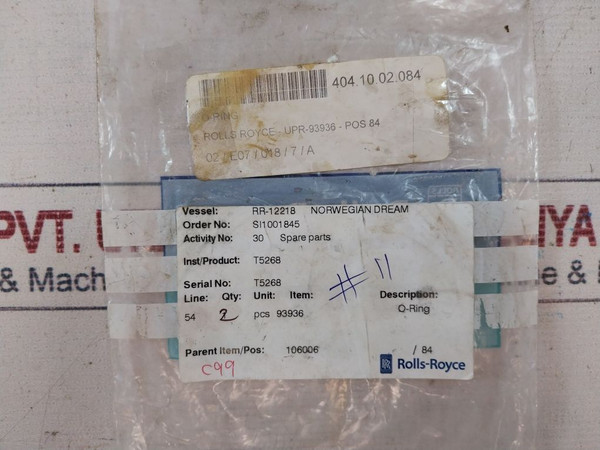 404.10.02.084
O-RING
ROLLS ROYCE - UPR-93936 - POS 84
02 / E07 / 018 / 7 / A
Vessel: RR-12218 NORWEGIAN DREAM
Order No: SI1001845
Activity No: 30 Spare parts
Inst/Product: T5268
# 11
Serial No: T5268
Line: Qty: Unit: Item: Description:
54 2 pcs 93936 O-Ring
Parent Item/Pos: 106006 / 84
C99
Rolls-Royce
PVT.
& Mach
&